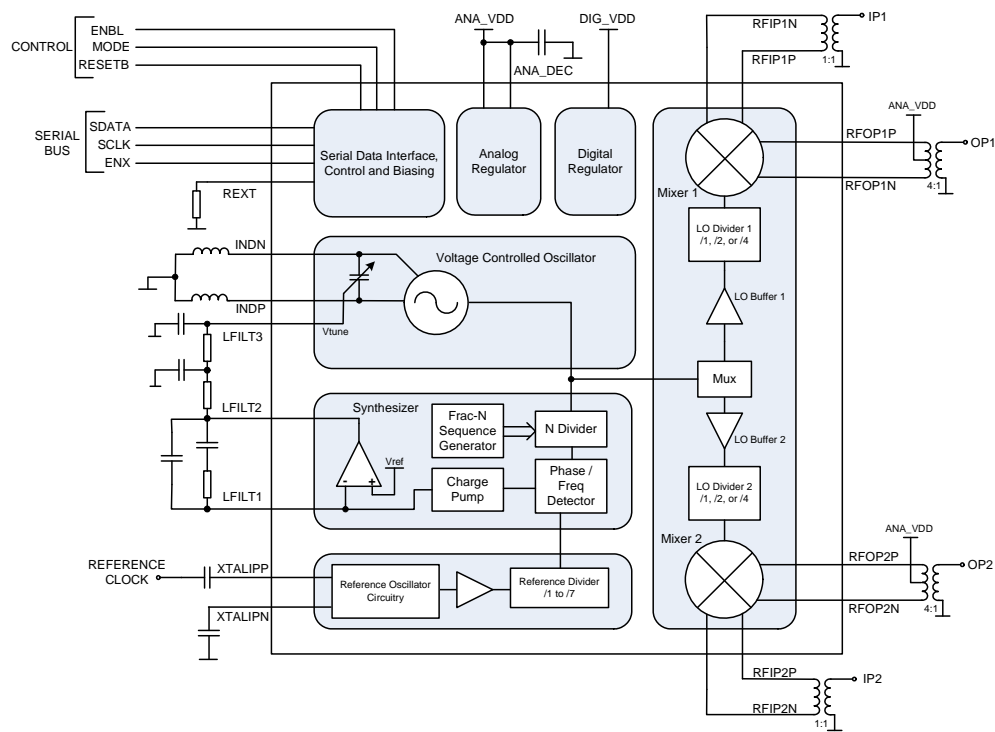 CONTROL
ENBL
MODE
RESETB
SERIAL
BUS
SDATA
SCLK
ENX
REXT
ANA_VDD
ANA_DEC
DIG_VDD
Serial Data Interface,
Control and Biasing
Analog
Regulator
Digital
Regulator
RFIP1N
RFIP1P
IP1
1:1
Mixer 1
ANA_VDD
RFOP1P
RFOP1N
OP1
4:1
LO Divider 1
/1, /2, or /4
LO Buffer 1
Mux
LO Buffer 2
LO Divider 2
/1, /2, or /4
Mixer 2
ANA_VDD
RFOP2P
RFOP2N
OP2
4:1
RFIP2P
RFIP2N
IP2
1:1
INDN
INDP
Voltage Controlled Oscillator
Vtune
LFILT3
LFILT2
LFILT1
Synthesizer
Frac-N
Sequence
Generator
N Divider
Vref
-
+
Charge
Pump
Phase /
Freq
Detector
REFERENCE
CLOCK
XTALIPP
XTALIPN
Reference Oscillator
Circuitry
Reference Divider
/1 to /7